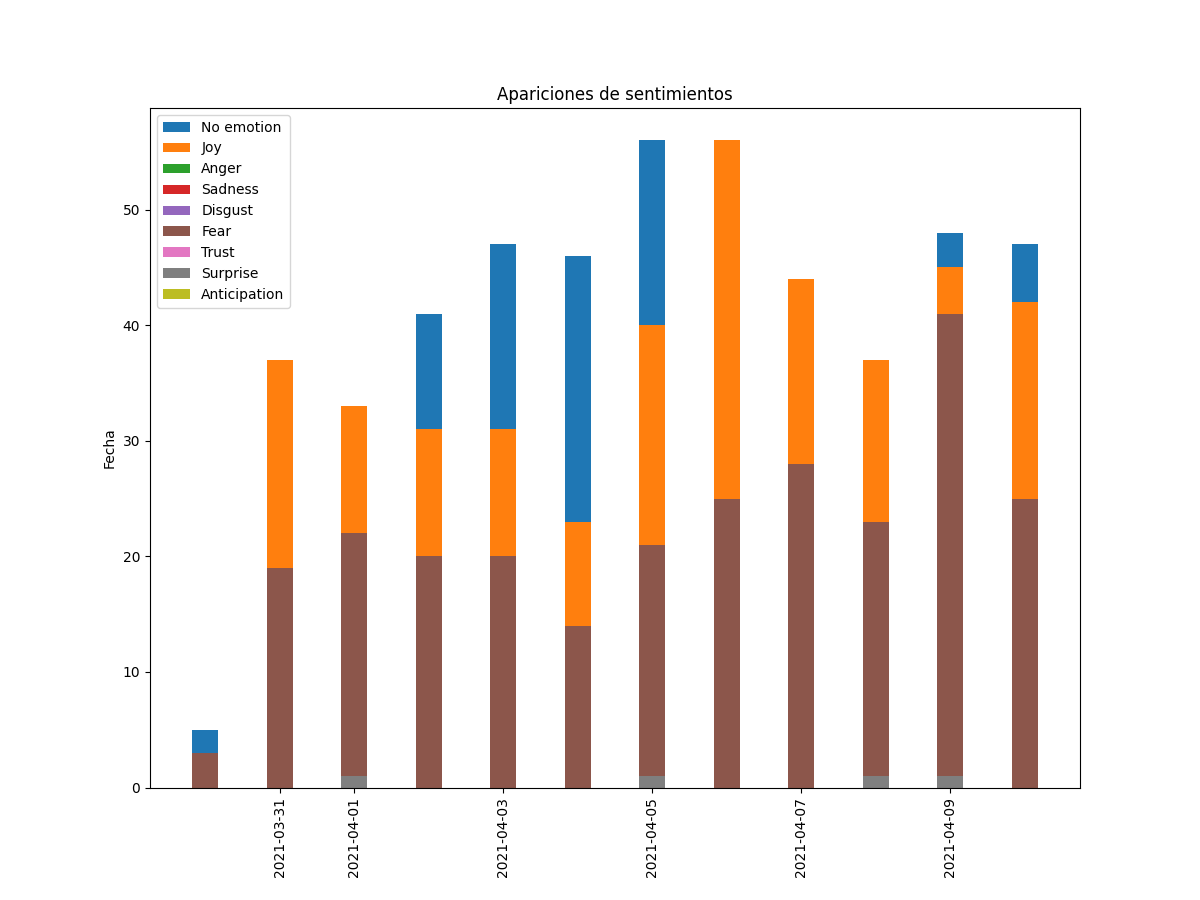 Apariciones de sentimientos
No emotion
Joy
Anger
Sadness
Disgust
Fear
Trust
Surprise
Anticipation
Fecha
50
40
30
20
10
0
2021-03-31
2021-04-01
2021-04-03
2021-04-05
2021-04-07
2021-04-09